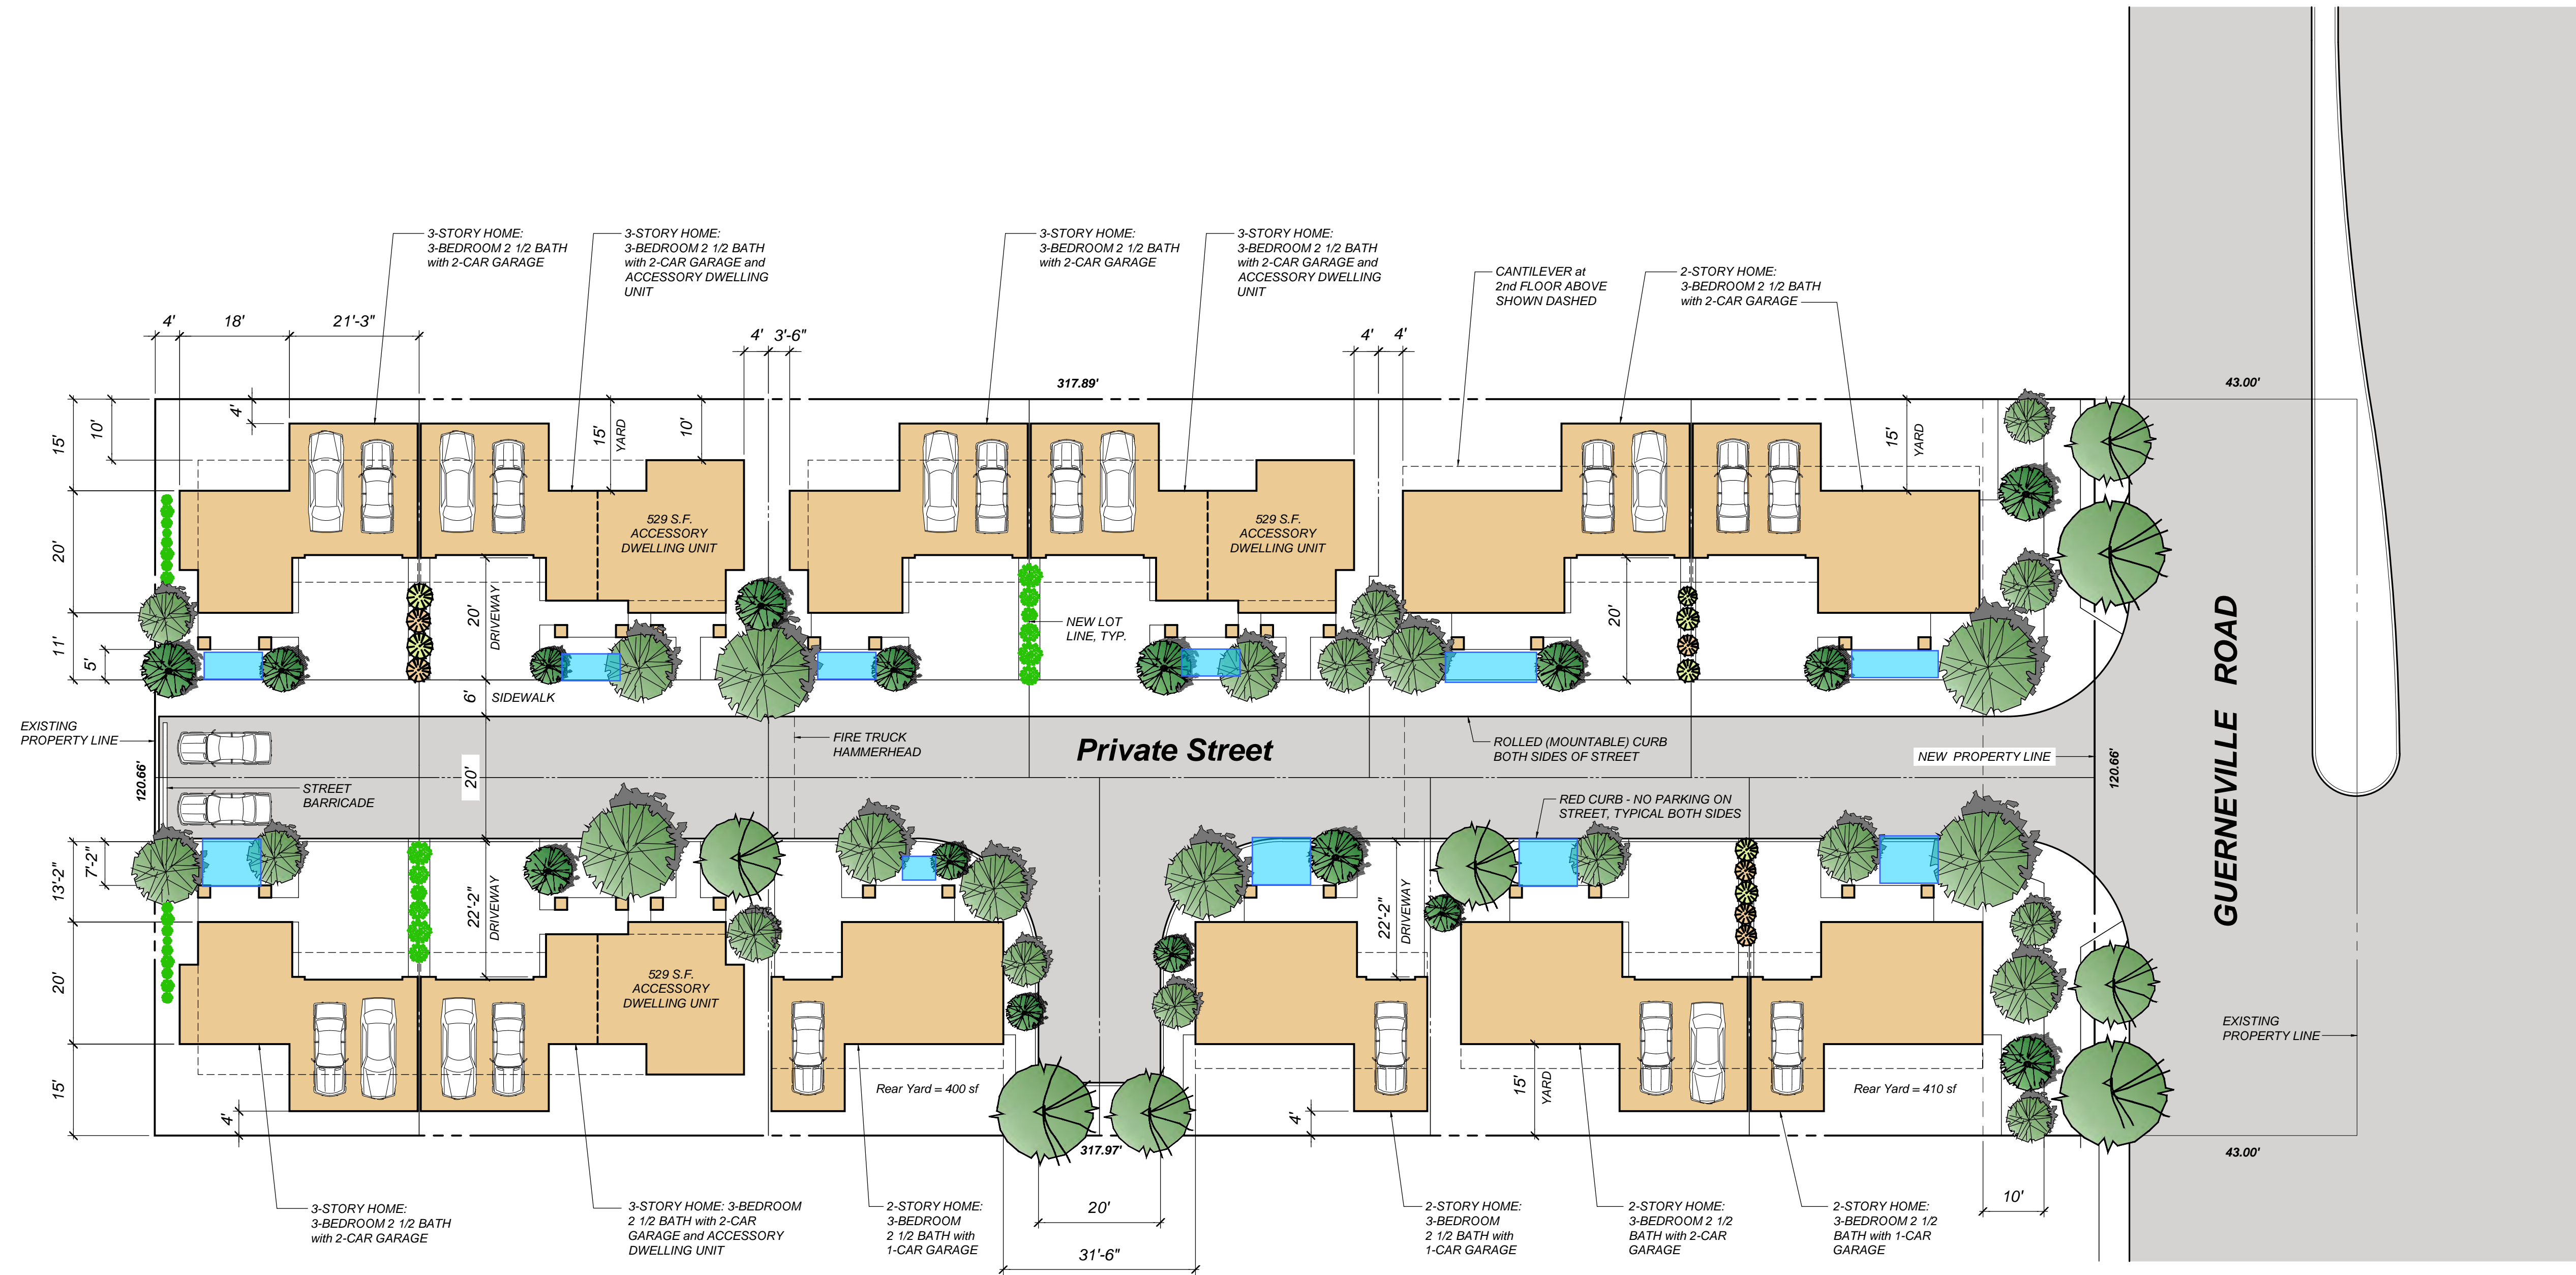 3-STORY HOME:
3-BEDROOM 2 1/2 BATH
with 2-CAR GARAGE
3-STORY HOME:
3-BEDROOM 2 1/2 BATH
with 2-CAR GARAGE and
ACCESSORY DWELLING
UNIT
3-STORY HOME:
3-BEDROOM 2 1/2 BATH
with 2-CAR GARAGE
3-STORY HOME:
3-BEDROOM 2 1/2 BATH
with 2-CAR GARAGE and
ACCESSORY DWELLING
UNIT
CANTILEVER at
2nd FLOOR ABOVE
SHOWN DASHED
2-STORY HOME:
3-BEDROOM 2 1/2 BATH
with 2-CAR GARAGE
4'
18'
21'-3"
4'
3'-6"
4'
4'
317.89'
43.00'
15'
10'
4'
15'
YARD
10'
15'
YARD
529 S.F.
ACCESSORY
DWELLING UNIT
529 S.F.
ACCESSORY
DWELLING UNIT
20'
20'
DRIVEWAY
20'
11'
5'
NEW LOT
LINE, TYP.
6'
SIDEWALK
EXISTING
PROPERTY LINE
120.66'
FIRE TRUCK
HAMMERHEAD
Private Street
ROLLED (MOUNTABLE) CURB
BOTH SIDES OF STREET
NEW PROPERTY LINE
120.66'
GUERNEVILLE ROAD
20'
STREET
BARRICADE
RED CURB - NO PARKING ON
STREET, TYPICAL BOTH SIDES
13'-2"
7'-2"
22'-2"
DRIVEWAY
22'-2"
DRIVEWAY
20'
529 S.F.
ACCESSORY
DWELLING UNIT
EXISTING
PROPERTY LINE
15'
4'
Rear Yard = 400 sf
4'
15'
YARD
Rear Yard = 410 sf
317.97'
43.00'
3-STORY HOME:
3-BEDROOM 2 1/2 BATH
with 2-CAR GARAGE
3-STORY HOME: 3-BEDROOM
2 1/2 BATH with 2-CAR
GARAGE and ACCESSORY
DWELLING UNIT
2-STORY HOME:
3-BEDROOM
2 1/2 BATH with
1-CAR GARAGE
20'
31'-6"
2-STORY HOME:
3-BEDROOM
2 1/2 BATH with
1-CAR GARAGE
2-STORY HOME:
3-BEDROOM 2 1/2
BATH with 2-CAR
GARAGE
2-STORY HOME:
3-BEDROOM 2 1/2
BATH with 1-CAR
GARAGE
10'